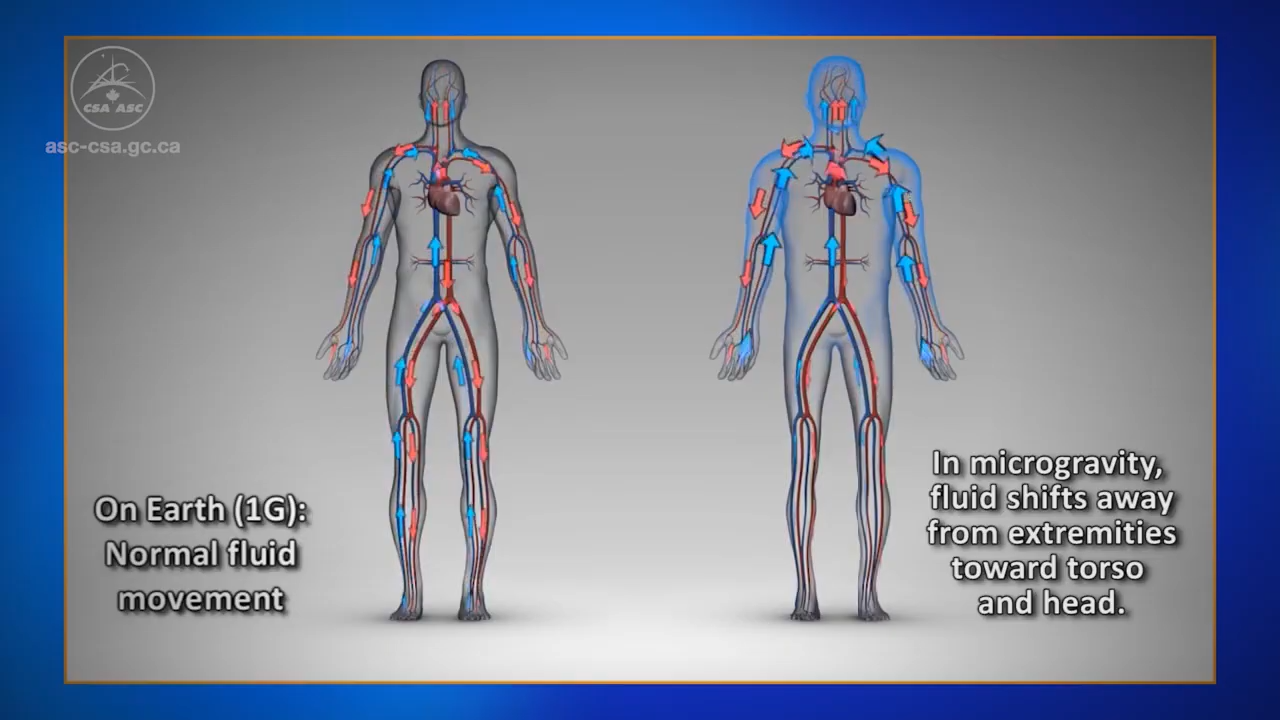 CSA ASC
asc-csa.gc.ca
On Earth (1G):
Normal fluid
movement
In microgravity,
fluid shifts away
from extremities
toward torso
and head.